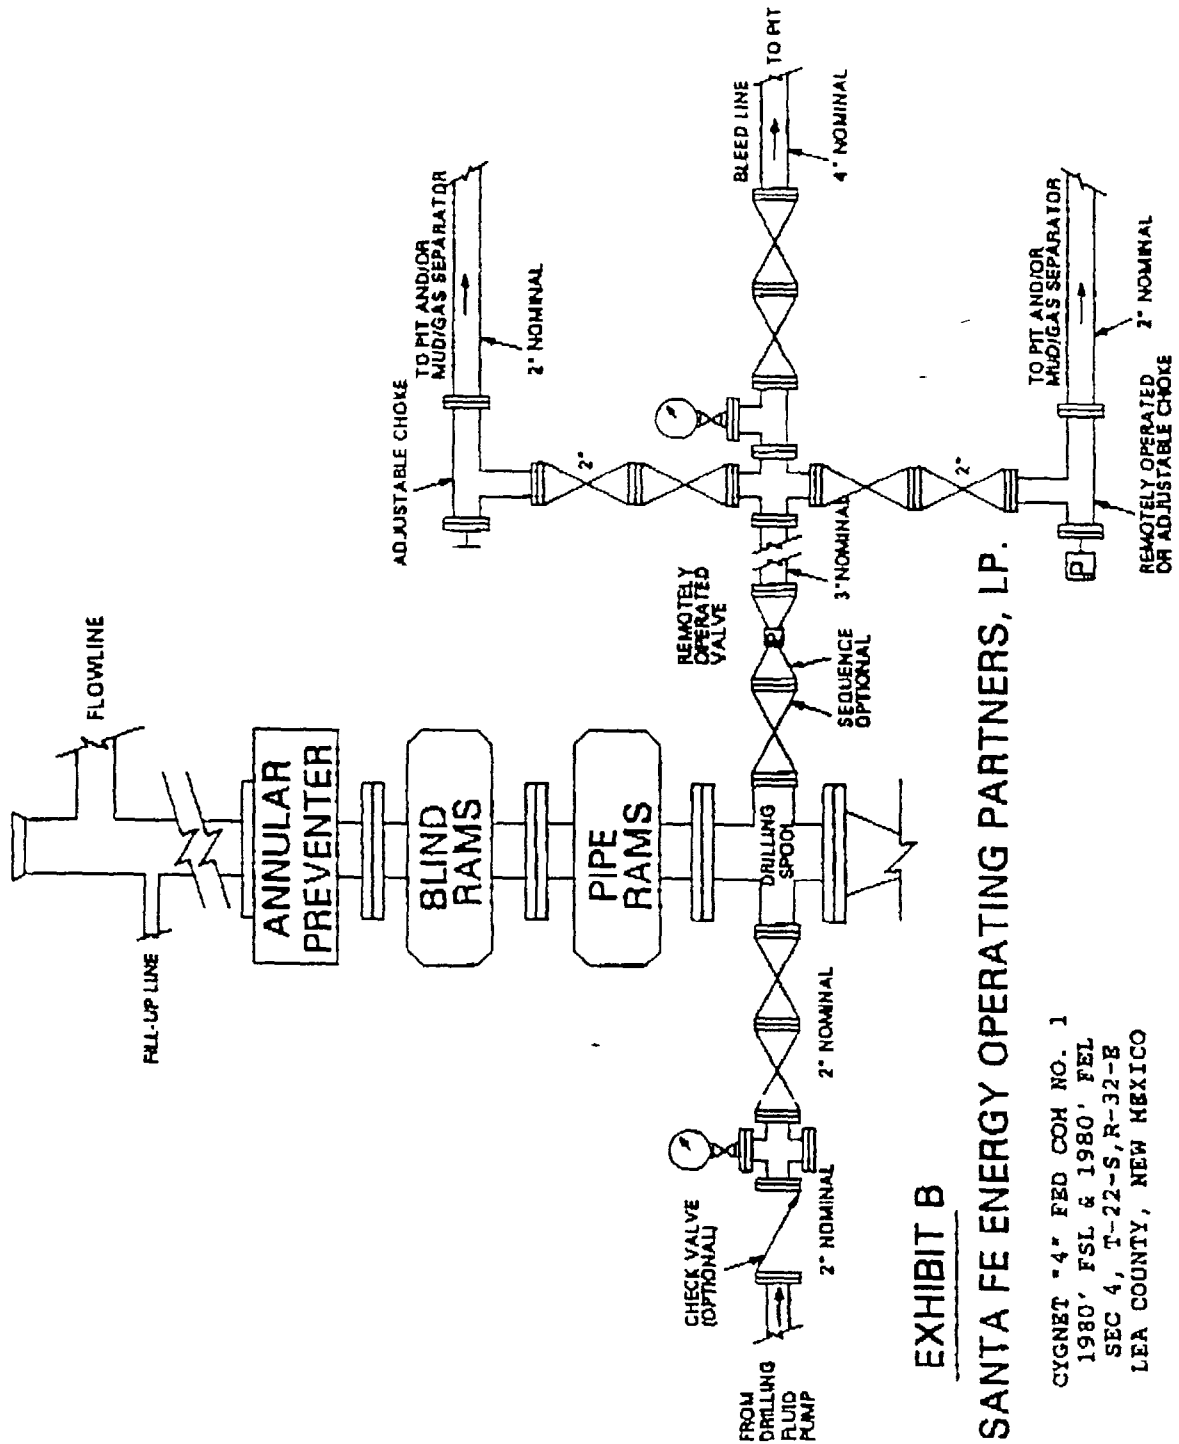 FLOWLINE
FILL-UP LINE
ANNULAR
PREVENTER
BLIND
RAMS
PIPE
RAMS
DRILLING
SPOOL
ADJUSTABLE CHOKE
TO PIT AND/OR
MUD/GAS SEPARATOR
2" NOMINAL
2"
BLEED LINE
TO PIT
4" NOMINAL
REMOTELY
OPERATED
VALVE
P
3" NOMINAL
SEQUENCE
OPTIONAL
2"
TO PIT AND/OR
MUD/GAS SEPARATOR
2" NOMINAL
P
REMOTELY OPERATED
OR ADJUSTABLE CHOKE
2" NOMINAL
CHECK VALVE
(OPTIONAL)
2" NOMINAL
FROM
DRILLING
FLUID
PUMP
EXHIBIT B
SANTA FE ENERGY OPERATING PARTNERS, LP.
CYGNET "4" FED COM NO. 1
1980' FSL & 1980' FEL
SEC 4, T-22-S, R-32-E
LEA COUNTY, NEW MEXICO